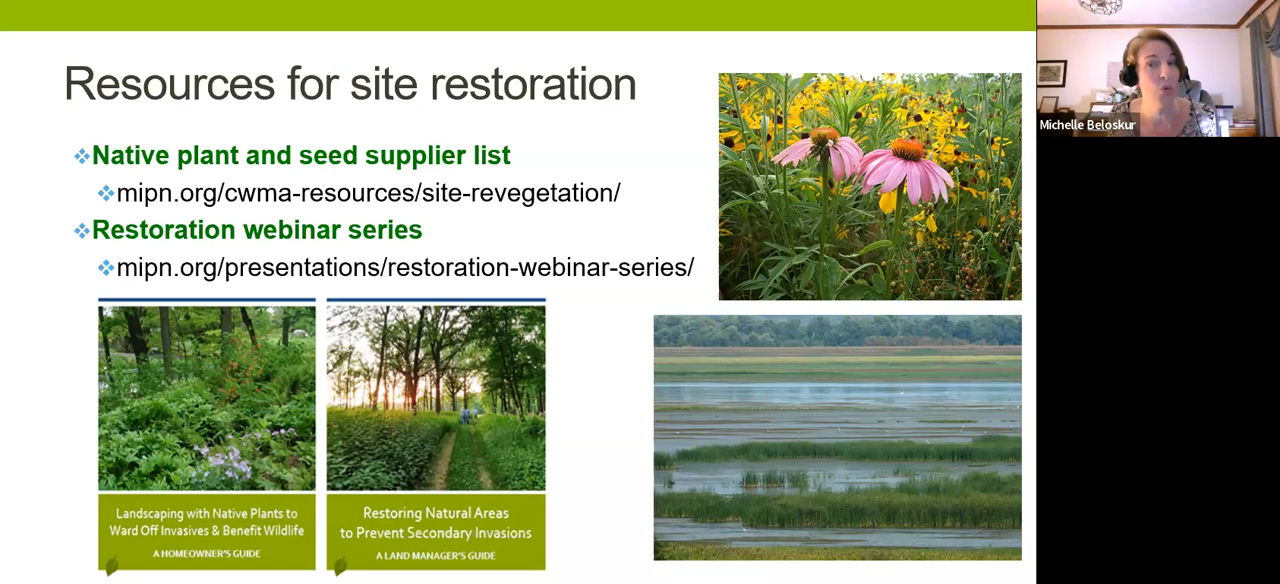 Resources for site restoration
Native plant and seed supplier list
mipn.org/cwma-resources/site-revegetation/
Restoration webinar series
mipn.org/presentations/restoration-webinar-series/
Landscaping with Native Plants to
Ward Off Invasives & Benefit Wildlife
A HOMEOWNER'S GUIDE
Restoring Natural Areas
to Prevent Secondary Invasions
A LAND MANAGER'S GUIDE
Michelle Beloskur